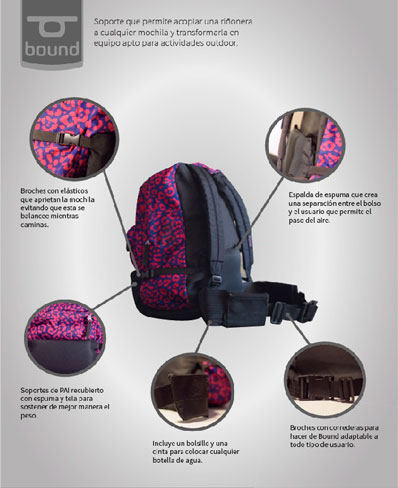 bound
Soporte que permite acoplar una riñonera
a cualquier mochila y transformarla en
equipo apto para actividades outdoor.
Broches con elásticos
que aprietan la mochila
evitando que esta se
balancee mientras
caminas.
Espalda de espuma que crea
una separación entre el bolso
y el usuario que permite el
paso del aire.
Soportes de PAI recubierto
con espuma y tela para
sostener de mejor manera el
peso.
Incluye un bolsillo y una
cinta para colocar cualquier
botella de agua.
Broches con correderas para
hacer de Bound adaptable a
todo tipo de usuario.